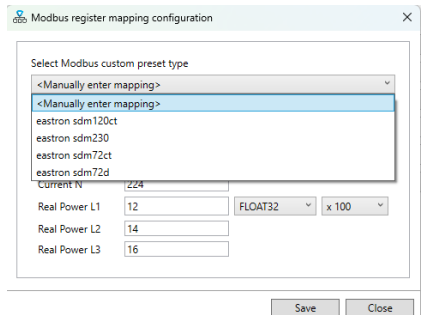 Modbus register mapping configuration
Select Modbus custom preset type
<Manually enter mapping>
<Manually enter mapping>
eastron sdm120ct
eastron sdm230
eastron sdm72ct
eastron sdm72d
Current N 224
Real Power L1 12 FLOAT32 x 100
Real Power L2 14
Real Power L3 16
Save Close